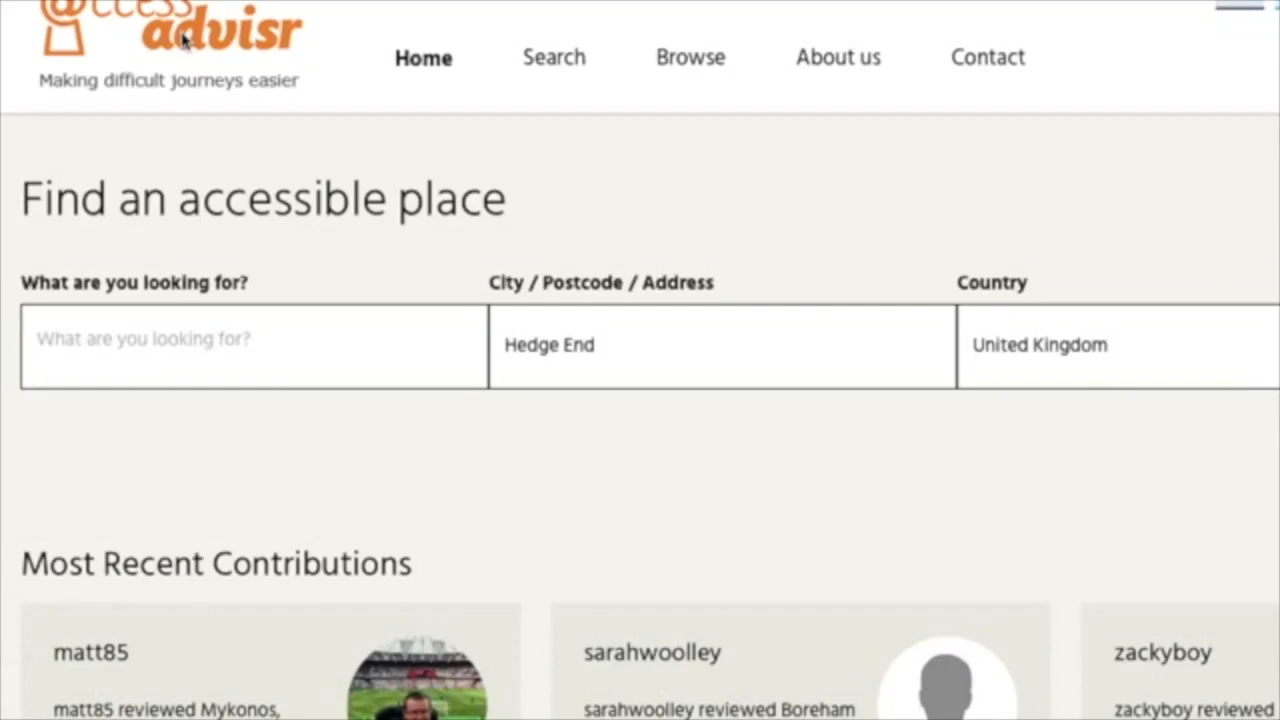 access
advisr
Making difficult journeys easier
Home
Search
Browse
About us
Contact
Find an accessible place
What are you looking for?
City / Postcode / Address
Country
What are you looking for?
Hedge End
United Kingdom
Most Recent Contributions
matt85
sarahwoolley
zackyboy
matt85 reviewed Mykonos,
sarahwoolley reviewed Boreham
zackyboy reviewed